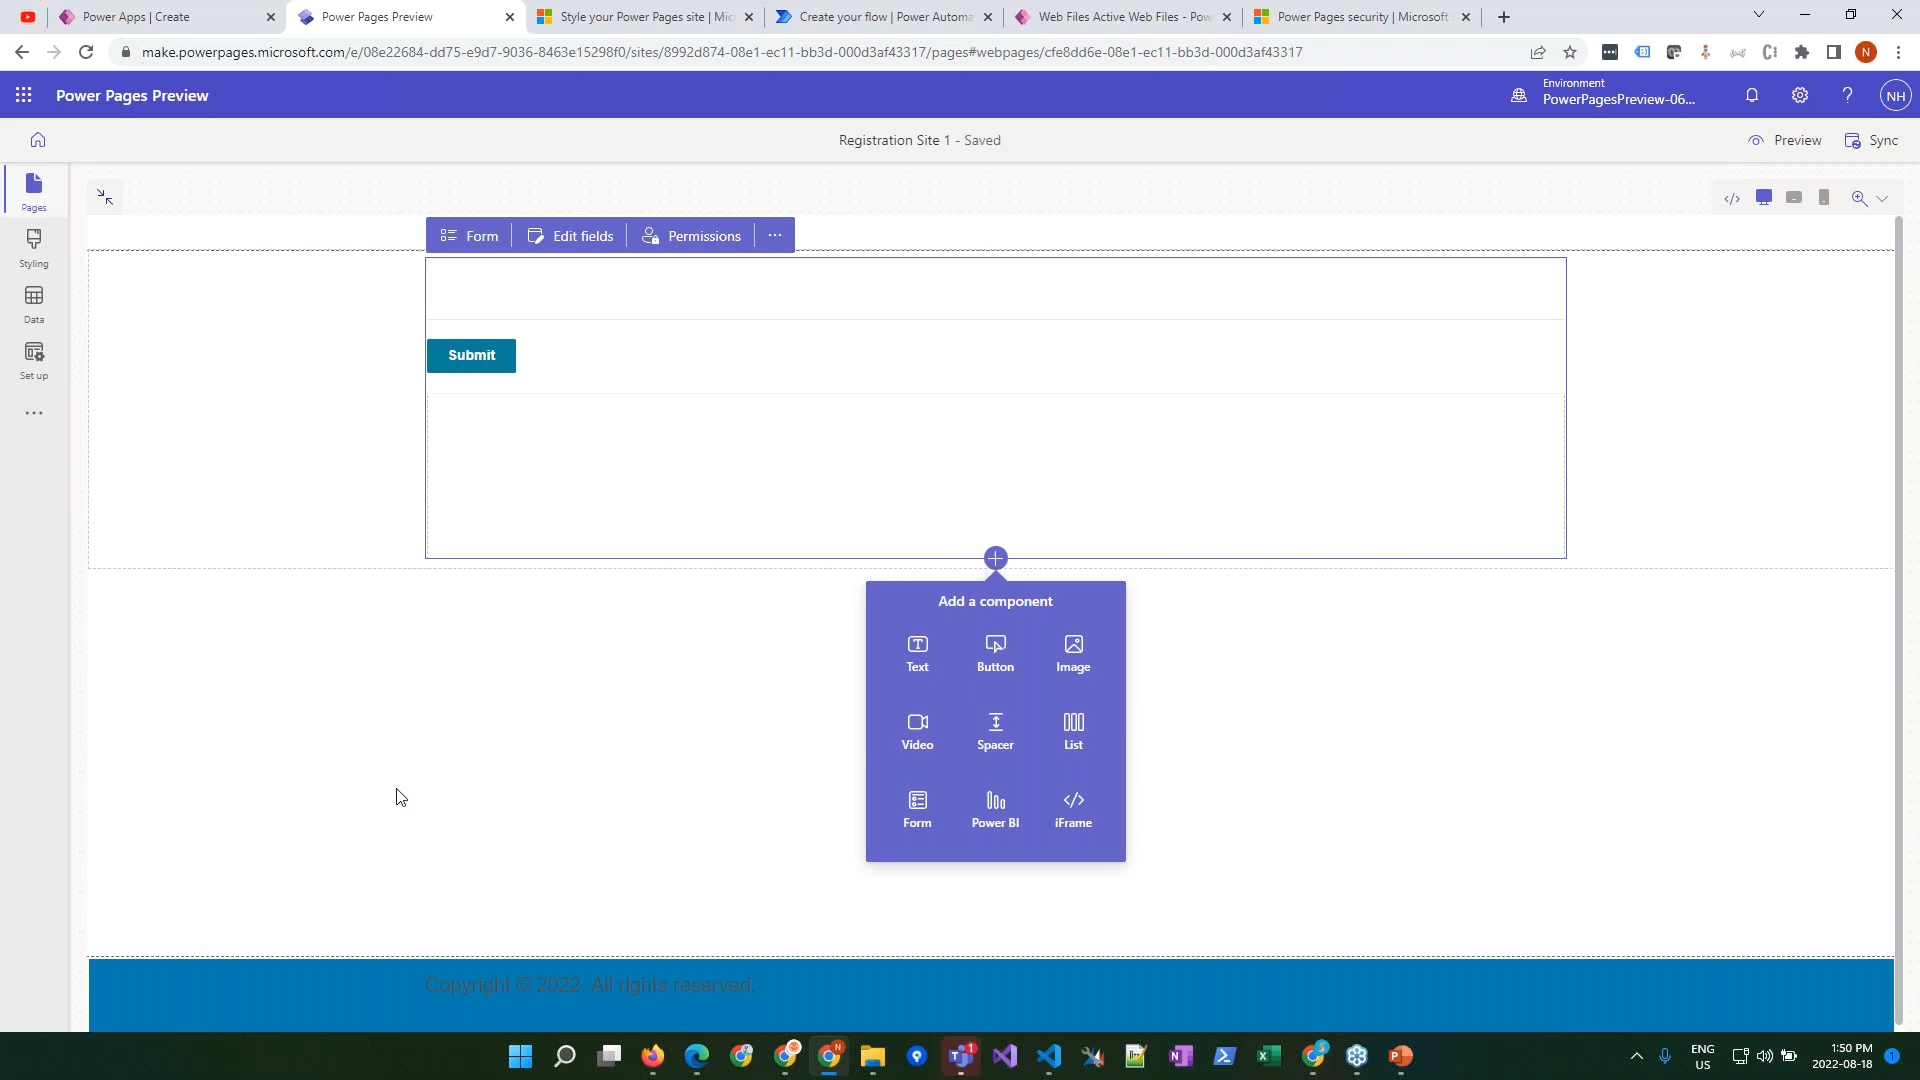 Power Apps | Create
Power Pages Preview
Style your Power Pages site | Mic
Create your flow | Power Automa
Web Files Active Web Files - Pow
Power Pages security | Microsoft
make.powerpages.microsoft.com/e/08e22684-dd75-e9d7-9036-8463e15298f0/sites/8992d874-08e1-ec11-bb3d-000d3af43317/pages#webpages/cfe8dd6e-08e1-ec11-bb3d-000d3af43317
N
Power Pages Preview
Environment
PowerPagesPreview-06...
NH
Registration Site 1 - Saved
Preview
Sync
Pages
Styling
Data
Set up
Form
Edit fields
Permissions
Submit
Add a component
Text
Button
Image
Video
Spacer
List
Form
Power BI
iFrame
Copyright © 2022. All rights reserved.
ENG
US
1:50 PM
2022-08-18